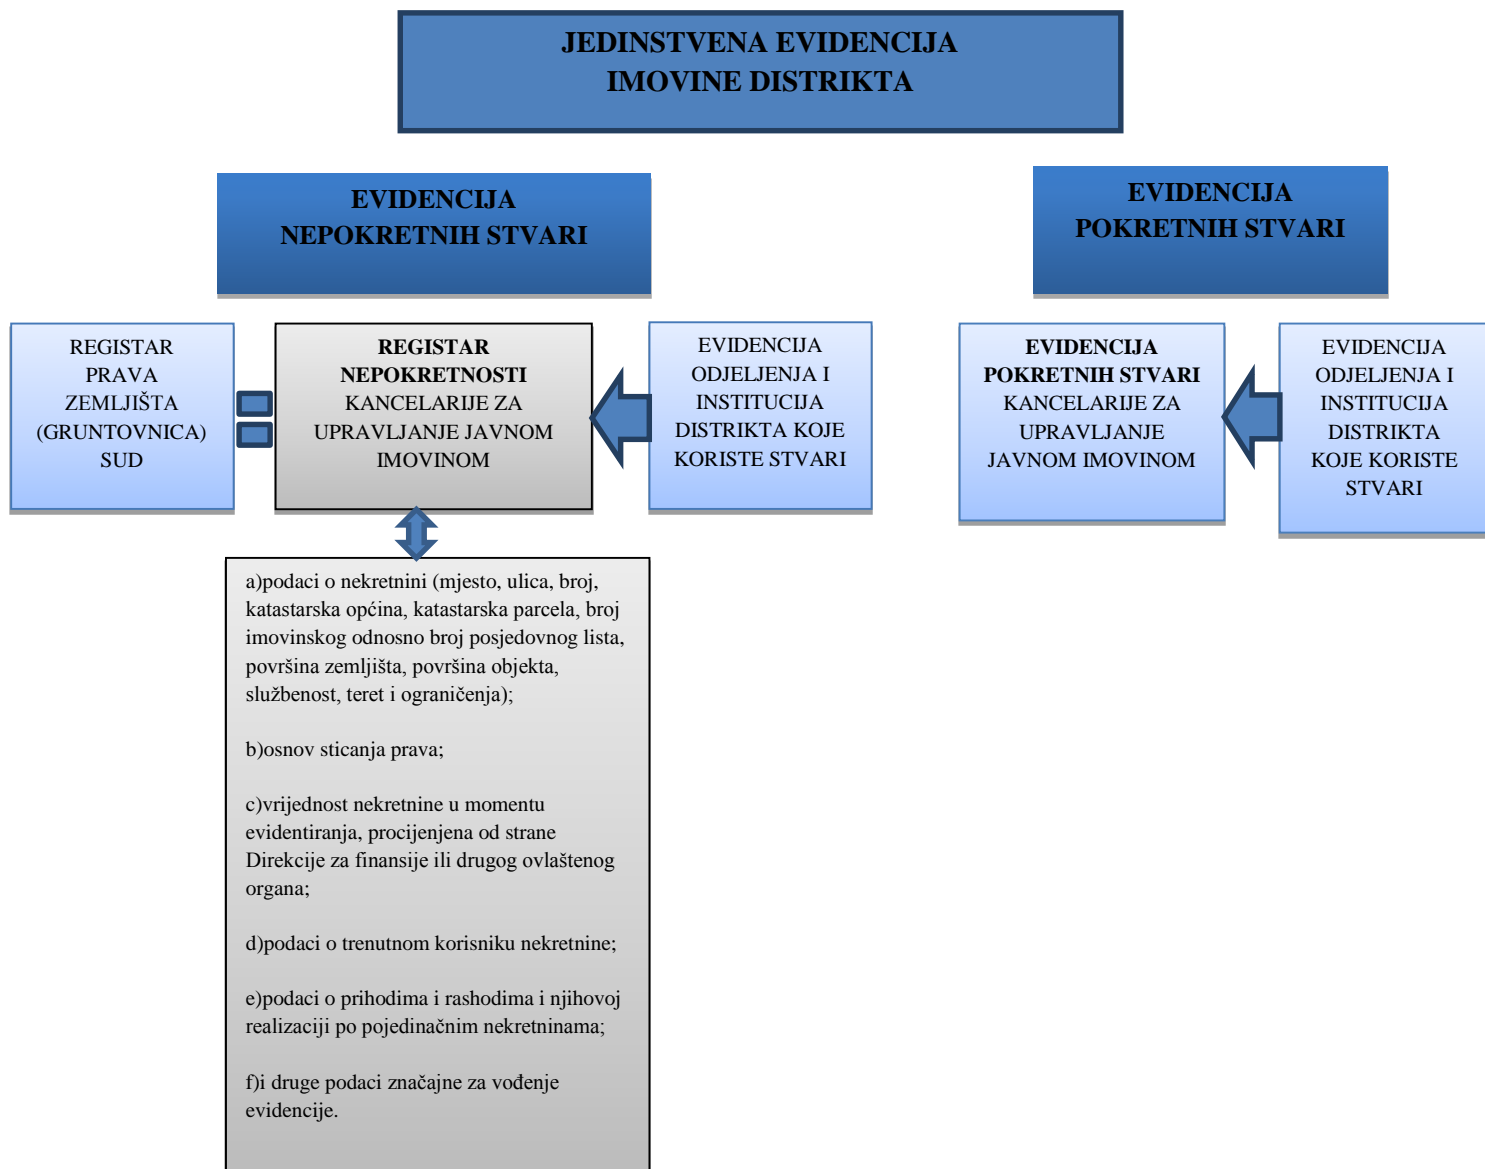 JEDINSTVENA EVIDENCIJA
IMOVINE DISTRIKTA
EVIDENCIJA
NEPOKRETNIH STVARI
EVIDENCIJA
POKRETNIH STVARI
REGISTAR
PRAVA
ZEMLJIŠTA
(GRUNTOVNICA)
SUD
REGISTAR
NEPOKRETNOSTI
KANCELARIJE ZA
UPRAVLJANJE JAVNOM
IMOVINOM
EVIDENCIJA
ODJELJENJA I
INSTITUCIJA
DISTRIKTA KOJE
KORISTE STVARI
EVIDENCIJA
POKRETNIH STVARI
KANCELARIJE ZA
UPRAVLJANJE
JAVNOM IMOVINOM
EVIDENCIJA
ODJELJENJA I
INSTITUCIJA
DISTRIKTA
KOJE KORISTE
STVARI
a)podaci o nekretnini (mjesto, ulica, broj,
katastarska općina, katastarska parcela, broj
imovinskog odnosno broj posjedovnog lista,
površina zemljišta, površina objekta,
službenost, teret i ograničenja);
b)osnov sticanja prava;
c)vrijednost nekretnine u momentu
evidentiranja, procijenjena od strane
Direkcije za finansije ili drugog ovlaštenog
organa;
d)podaci o trenutnom korisniku nekretnine;
e)podaci o prihodima i rashodima i njihovoj
realizaciji po pojedinačnim nekretninama;
f)i druge podaci značajne za vođenje
evidencije.